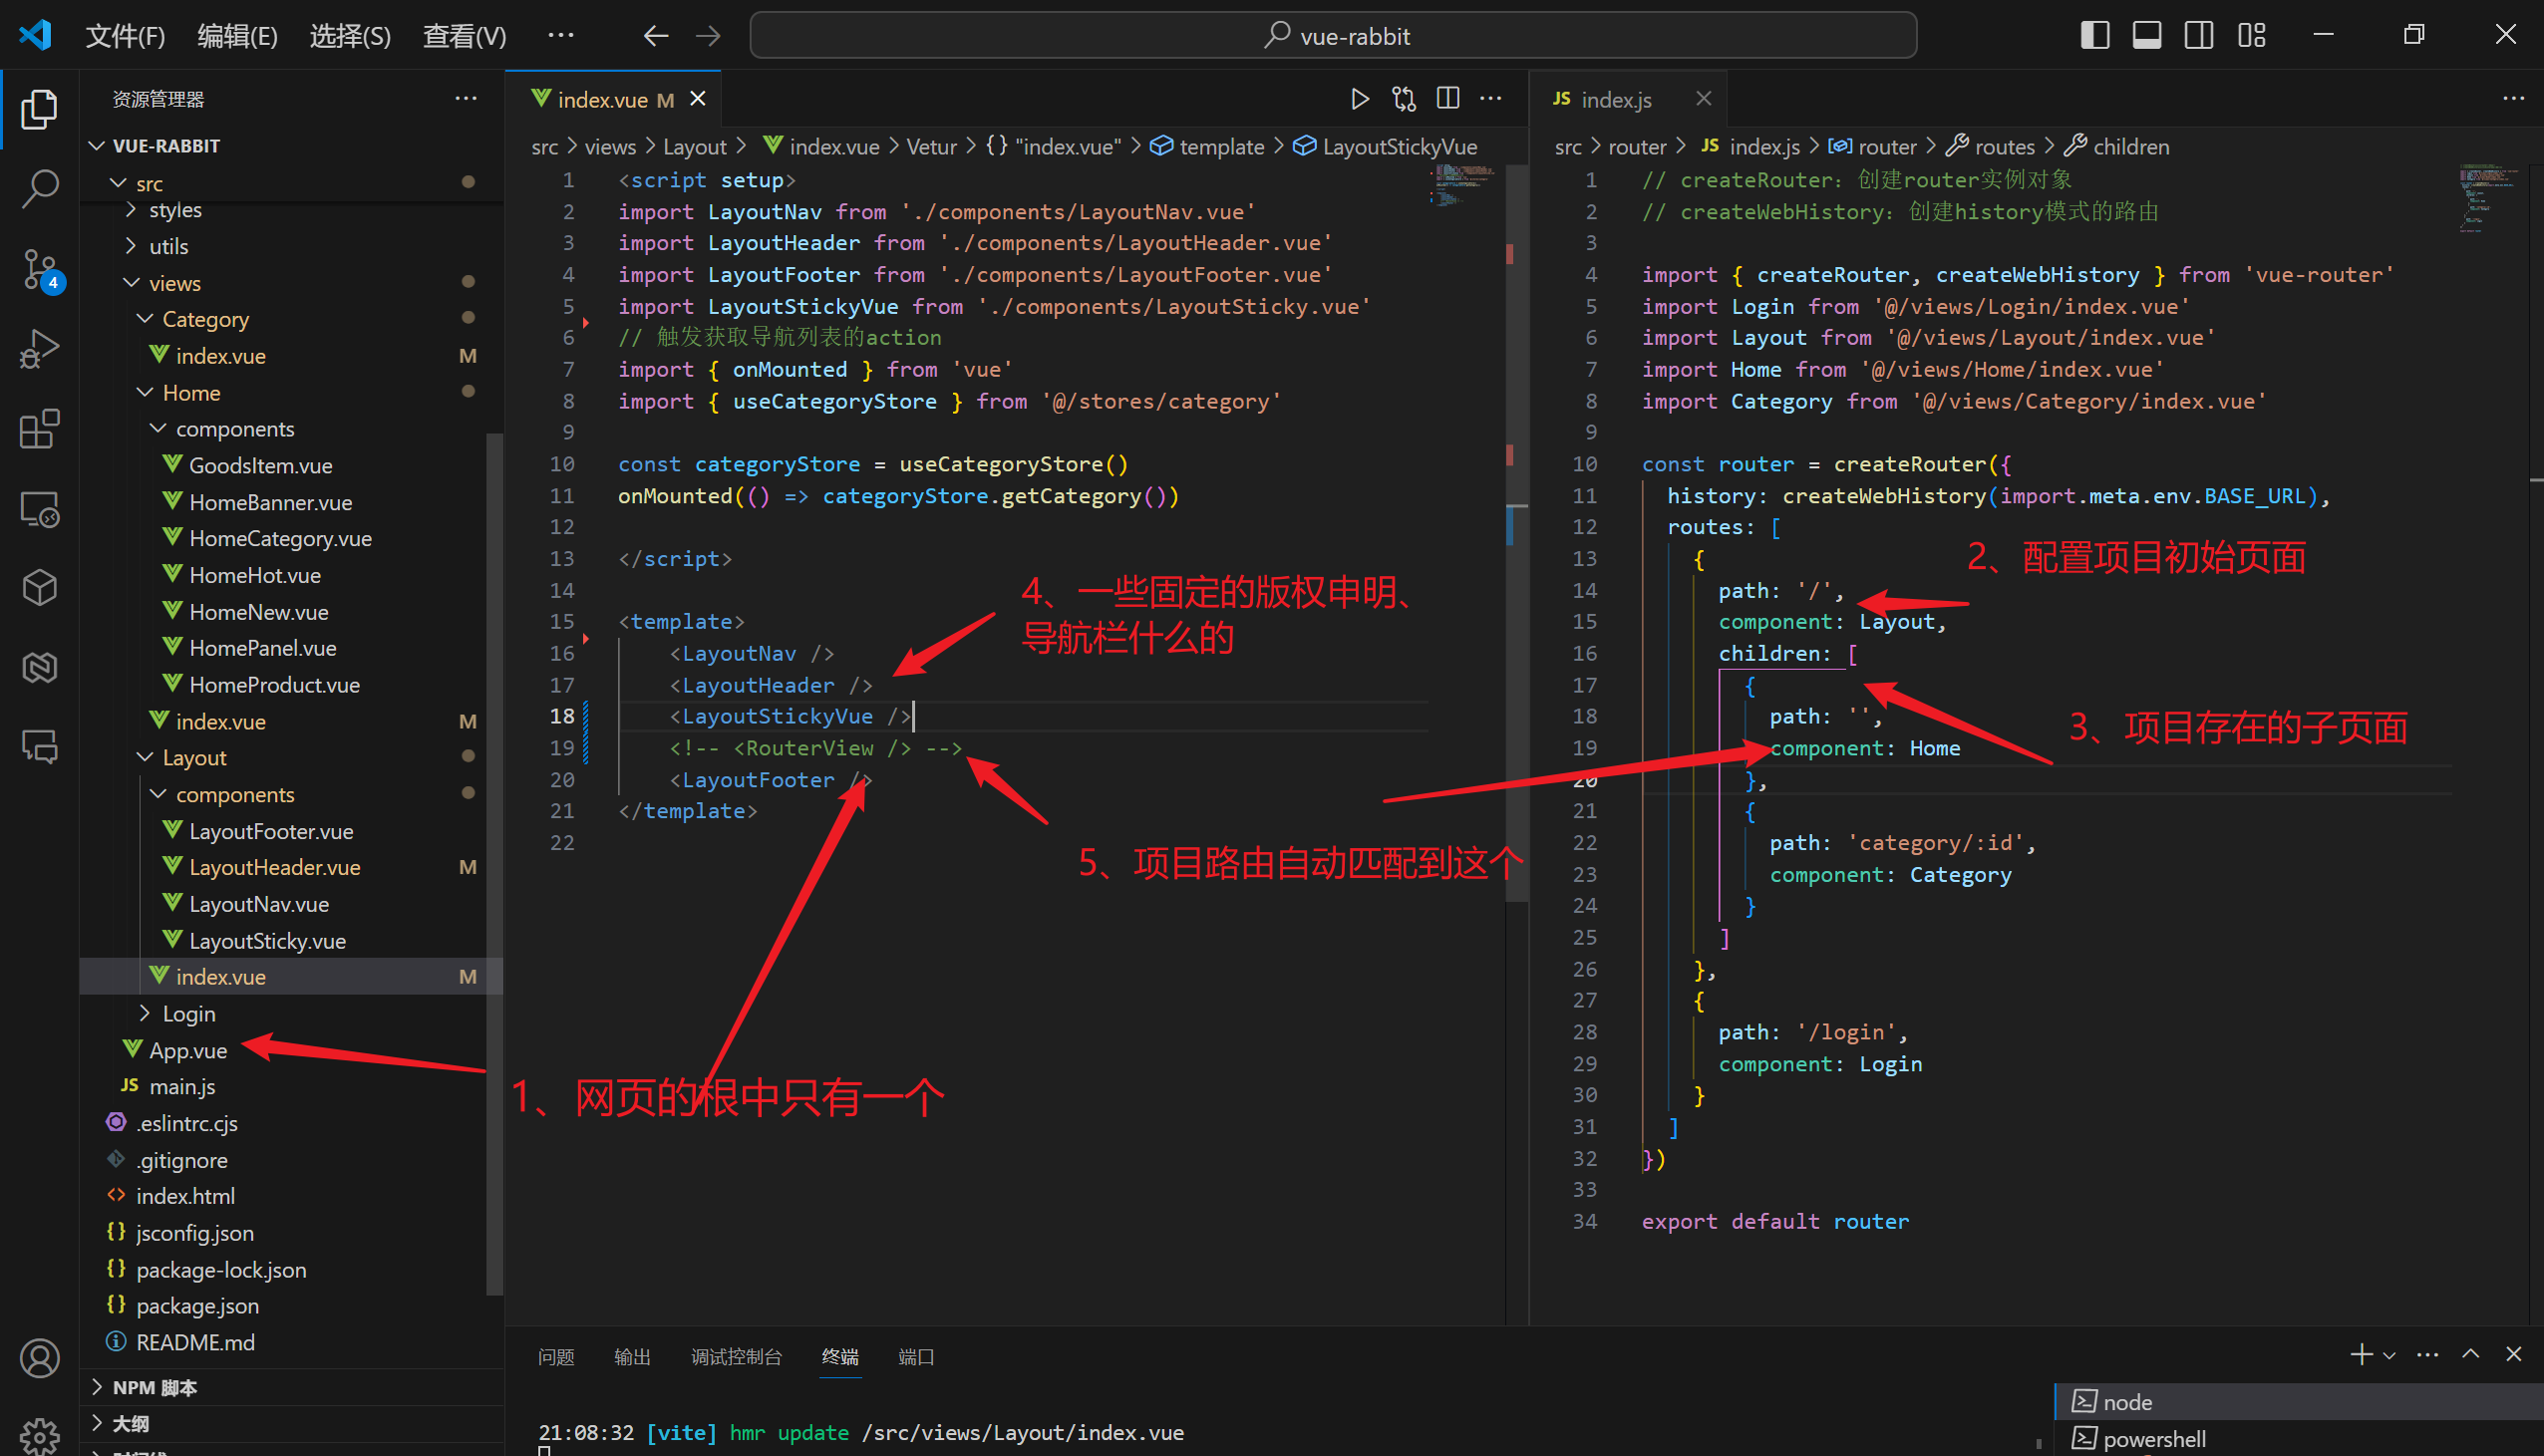 文件(F) 编辑(E) 选择(S) 查看(V) ··· vue-rabbit
资源管理器
VUE-RABBIT
src
styles
utils
views
Category
index.vue M
Home
components
GoodsItem.vue
HomeBanner.vue
HomeCategory.vue
HomeHot.vue
HomeNew.vue
HomePanel.vue
HomeProduct.vue
index.vue M
Layout
components
LayoutFooter.vue
LayoutHeader.vue M
LayoutNav.vue
LayoutSticky.vue
index.vue M
Login
App.vue
JS main.js
.eslintrc.cjs
.gitignore
index.html
jsconfig.json
package-lock.json
package.json
README.md
NPM 脚本
大纲
4
index.vue M
src > views > Layout > index.vue > Vetur > {} "index.vue" > template > LayoutStickyVue
1 <script setup>
2 import LayoutNav from './components/LayoutNav.vue'
3 import LayoutHeader from './components/LayoutHeader.vue'
4 import LayoutFooter from './components/LayoutFooter.vue'
5 import LayoutStickyVue from './components/LayoutSticky.vue'
6 // 触发获取导航列表的action
7 import { onMounted } from 'vue'
8 import { useCategoryStore } from '@/stores/category'
9
10 const categoryStore = useCategoryStore()
11 onMounted(() => categoryStore.getCategory())
12
13 </script>
14
15 <template>
16 <LayoutNav />
17 <LayoutHeader />
18 <LayoutStickyVue />
19 <!-- <RouterView /> -->
20 <LayoutFooter />
21 </template>
22
4、一些固定的版权申明、
导航栏什么的
5、项目路由自动匹配到这个
1、网页的根中只有一个
JS index.js
src > router > JS index.js > router > routes > children
1 // createRouter：创建router实例对象
2 // createWebHistory：创建history模式的路由
3
4 import { createRouter, createWebHistory } from 'vue-router'
5 import Login from '@/views/Login/index.vue'
6 import Layout from '@/views/Layout/index.vue'
7 import Home from '@/views/Home/index.vue'
8 import Category from '@/views/Category/index.vue'
9
10 const router = createRouter({
11 history: createWebHistory(import.meta.env.BASE_URL),
12 routes: [
13 {
14 path: '/',
15 component: Layout,
16 children: [
17 {
18 path: '',
19 component: Home
20 },
21 {
22 path: 'category/:id',
23 component: Category
24 }
25 ]
26 },
27 {
28 path: '/login',
29 component: Login
30 }
31 ]
32 })
33
34 export default router
2、配置项目初始页面
3、项目存在的子页面
问题 输出 调试控制台 终端 端口
21:08:32 [vite] hmr update /src/views/Layout/index.vue
node
powershell